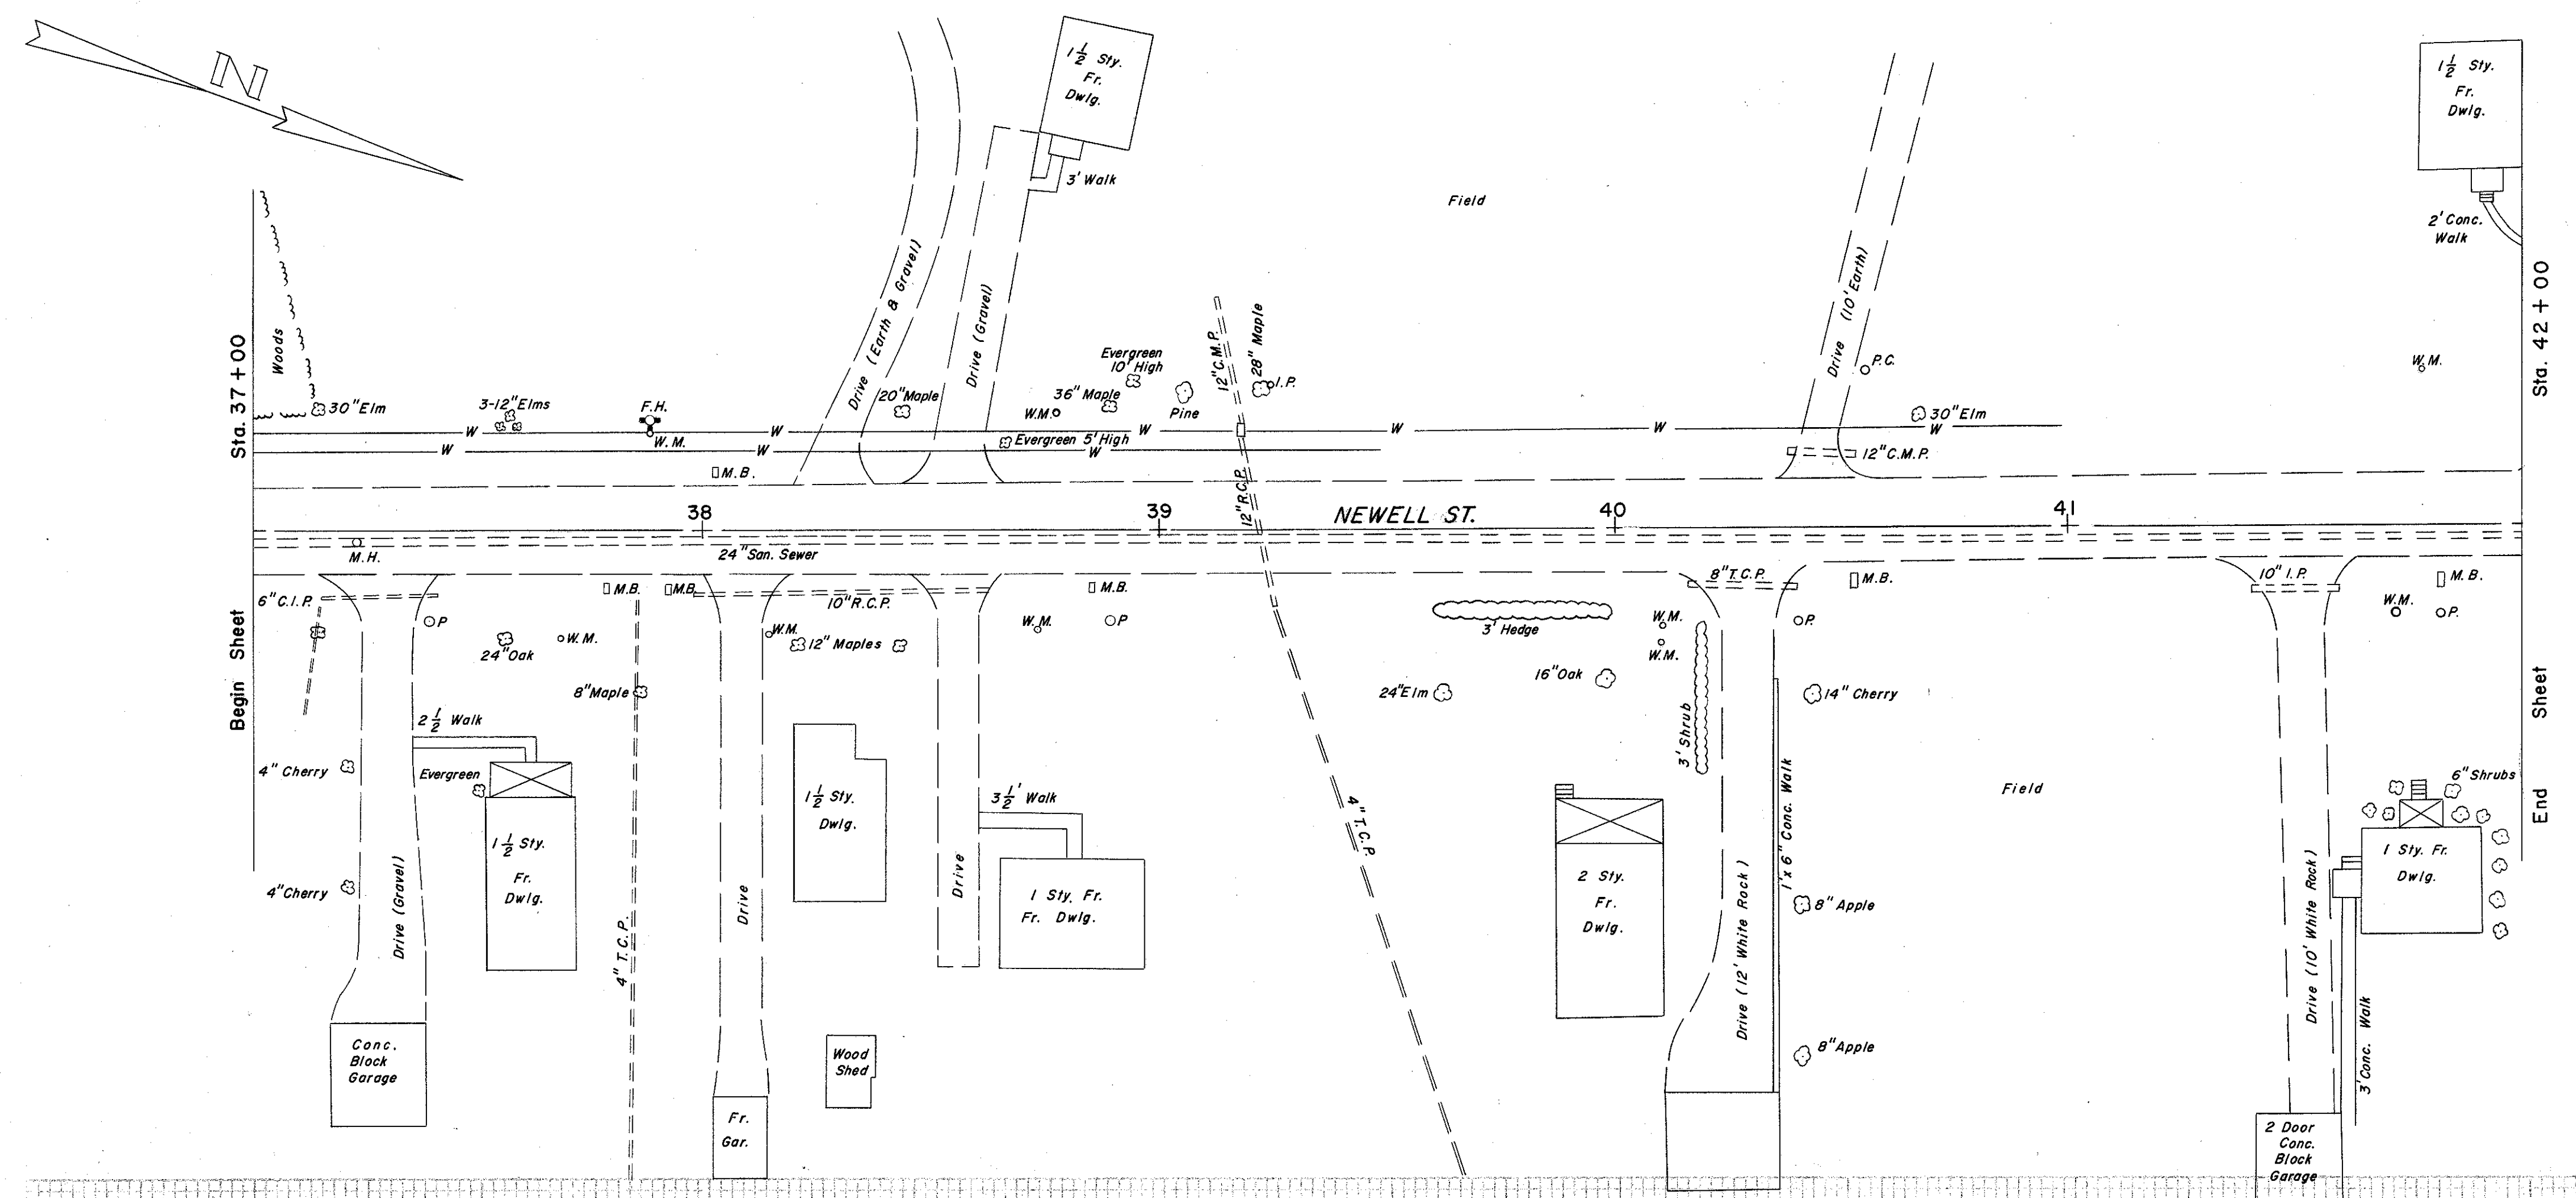 N
1 1/2 Sty.
Fr.
Dwlg.
3' Walk
Field
1 1/2 Sty.
Fr.
Dwlg.
2' Conc.
Walk
Sta. 37 + 00
Woods
30" Elm
3-12" Elms
F.H.
W.M.
Drive (Earth & Gravel)
20" Maple
Drive (Gravel)
Evergreen
10' High
36" Maple
W.M.
Pine
12" C.M.P.
28" Maple
I.P.
Drive (10' Earth)
P.C.
W.M.
Sta. 42 + 00
W
W
W
W
W
30" Elm
W
W
W
Evergreen 5' High
W
12" C.M.P.
M.B.
12" R.C.P.
38
39
NEWELL ST.
40
41
M.H.
24" San. Sewer
6" C.I.P.
M.B.
M.B.
10" R.C.P.
M.B.
8" T.C.P.
M.B.
10" I.P.
M.B.
P
24" Oak
W.M.
W.M.
12" Maples
W.M.
P
3' Hedge
W.M.
W.M.
P.
W.M.
P.
Begin Sheet
8" Maple
24" Elm
16" Oak
3' Shrub
14" Cherry
End Sheet
2 1/2 Walk
4" Cherry
Evergreen
1 1/2 Sty.
Fr.
Dwlg.
1 1/2 Sty.
Dwlg.
3 1/2' Walk
4" T.C.P.
1' x 6" Conc. Walk
Field
6" Shrubs
4" Cherry
Drive (Gravel)
4" T.C.P.
Drive
Drive
1 Sty. Fr.
Fr. Dwlg.
2 Sty.
Fr.
Dwlg.
Drive (12' White Rock)
8" Apple
8" Apple
Drive (10' White Rock)
1 Sty. Fr.
Dwlg.
3' Conc. Walk
Conc.
Block
Garage
Wood
Shed
Fr.
Gar.
2 Door
Conc.
Block
Garage